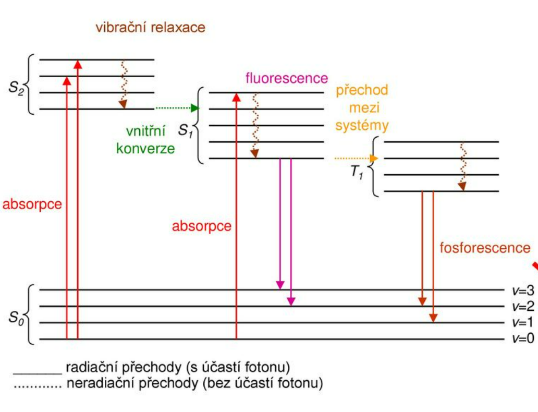 vibrační relaxace
S2
fluorescence
přechod
mezi
systémy
vnitřní
konverze
S1
T1
absorpce
absorpce
fosforescence
S0
v=3
v=2
v=1
v=0
radiační přechody (s účastí fotonu)
neradiační přechody (bez účastí fotonu)